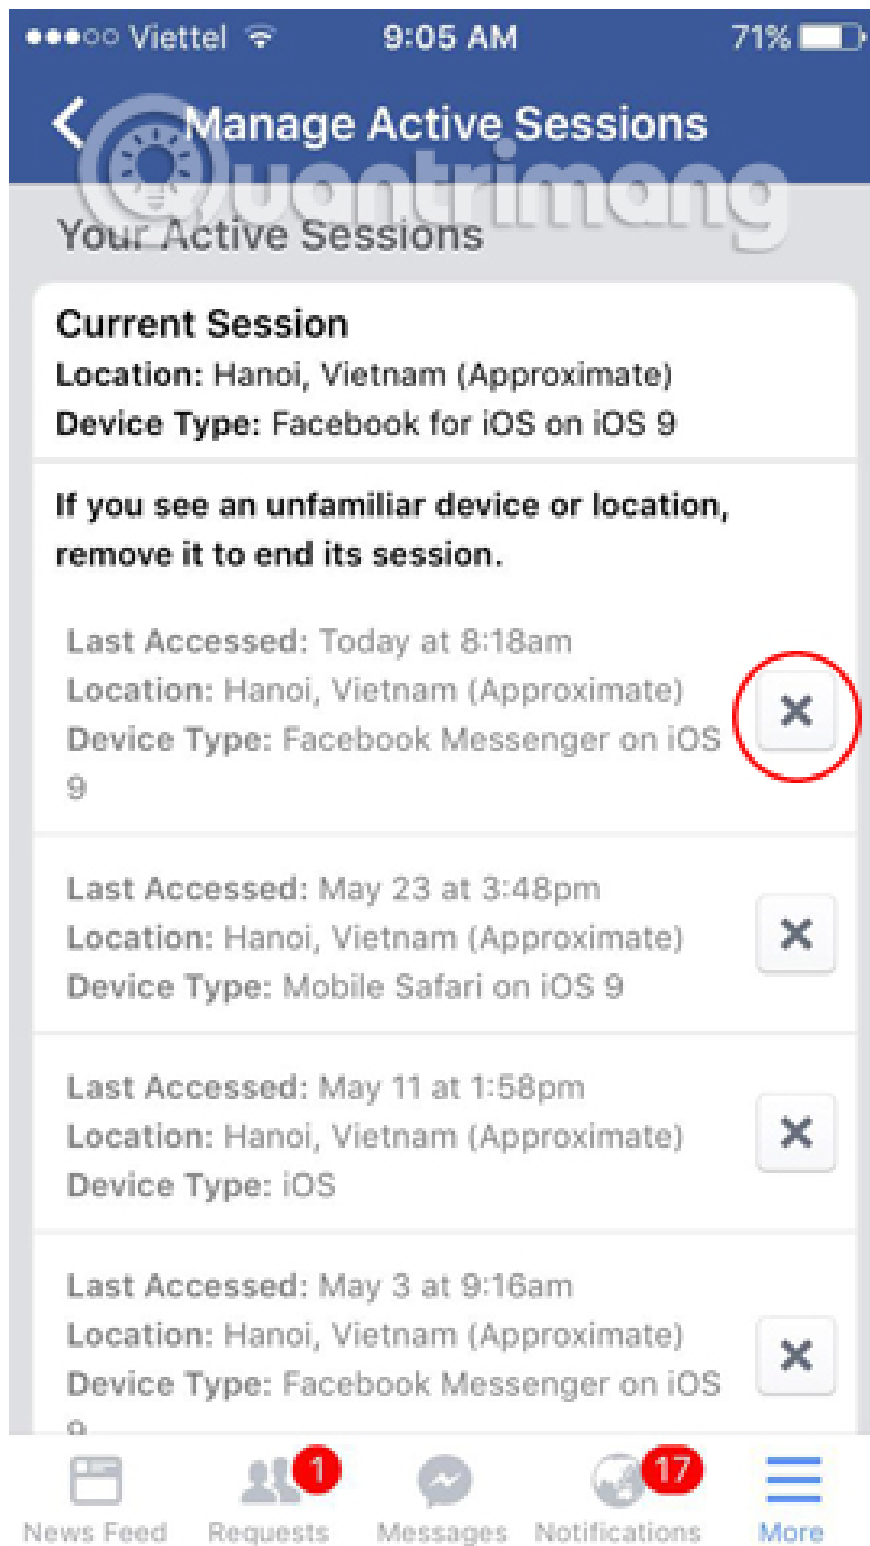 Viettel 9:05 AM 71%
Manage Active Sessions
Quantrimang
Your Active Sessions
Current Session
Location: Hanoi, Vietnam (Approximate)
Device Type: Facebook for iOS on iOS 9
If you see an unfamiliar device or location,
remove it to end its session.
Last Accessed: Today at 8:18am
Location: Hanoi, Vietnam (Approximate)
Device Type: Facebook Messenger on iOS
9
Last Accessed: May 23 at 3:48pm
Location: Hanoi, Vietnam (Approximate)
Device Type: Mobile Safari on iOS 9
Last Accessed: May 11 at 1:58pm
Location: Hanoi, Vietnam (Approximate)
Device Type: iOS
Last Accessed: May 3 at 9:16am
Location: Hanoi, Vietnam (Approximate)
Device Type: Facebook Messenger on iOS
9
1 17
News Feed Requests Messages Notifications More